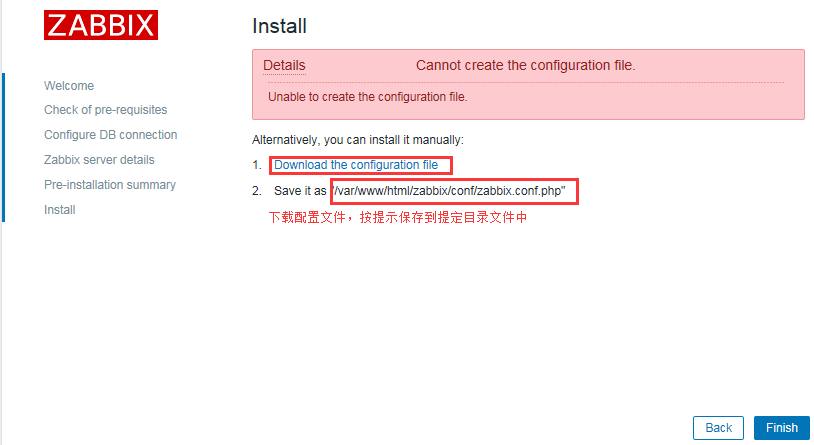 ZABBIX
Welcome
Check of pre-requisites
Configure DB connection
Zabbix server details
Pre-installation summary
Install
Install
Details Cannot create the configuration file.
Unable to create the configuration file.
Alternatively, you can install it manually:
1. Download the configuration file
2. Save it as "/var/www/html/zabbix/conf/zabbix.conf.php"
下载配置文件，按提示保存到提定目录文件中
Back Finish